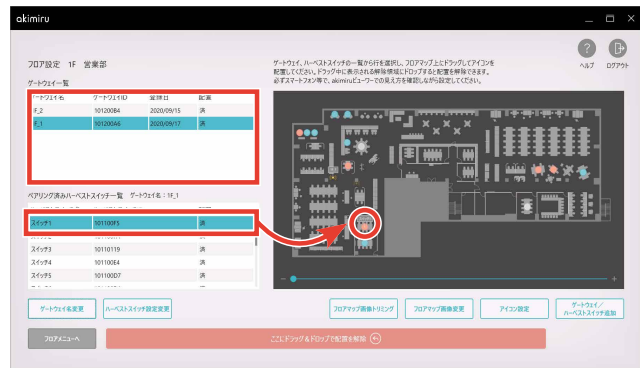 akimiru
フロア設定 1F 営業部
ゲートウェイ、ハーベストスイッチの一覧から行を選択し、フロアマップ上にドラッグしてアイコンを
配置してください。ドラッグ中に表示される解除領域にドロップすると配置を解除できます。
必ずスマートフォン等で、akimiruビューワーでの見え方を確認しながら設定してください。
ヘルプ ログアウト
ゲートウェイ一覧
ゲートウェイ名 ゲートウェイID 登録日 配置
F_2 101200B4 2020/09/15 済
F_1 101200A6 2020/09/17 済
ペアリング済みハーベストスイッチ一覧 ゲートウェイ名:1F_1
スイッチ1 101100F5 済
スイッチ3 10110119 済
スイッチ4 101100E4 済
スイッチ5 101100D7 済
ゲートウェイ名変更 ハーベストスイッチ設定変更 フロアマップ画像トリミング フロアマップ画像変更 アイコン設定 ゲートウェイ/
ハーベストスイッチ追加
フロアメニューへ ここにドラッグ&ドロップで配置を解除